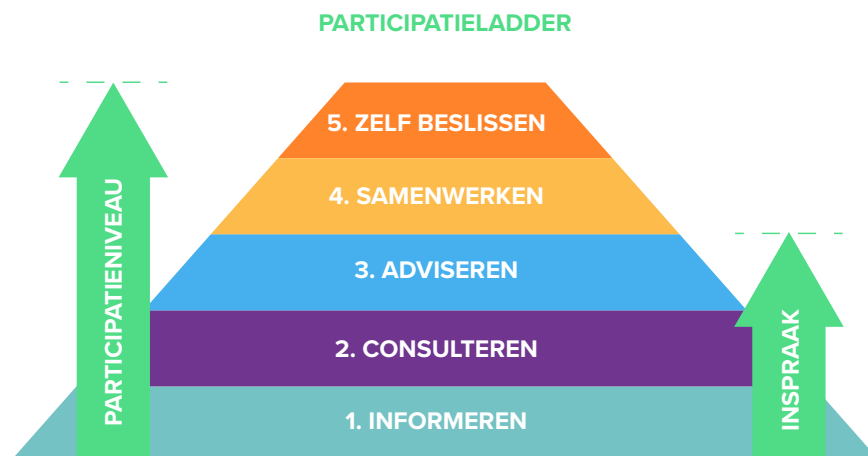 PARTICIPATIELADDER
5. ZELF BESLISSEN
4. SAMENWERKEN
3. ADVISEREN
2. CONSULTEREN
1. INFORMEREN
PARTICIPATIENIVEAU
INSPRAAK